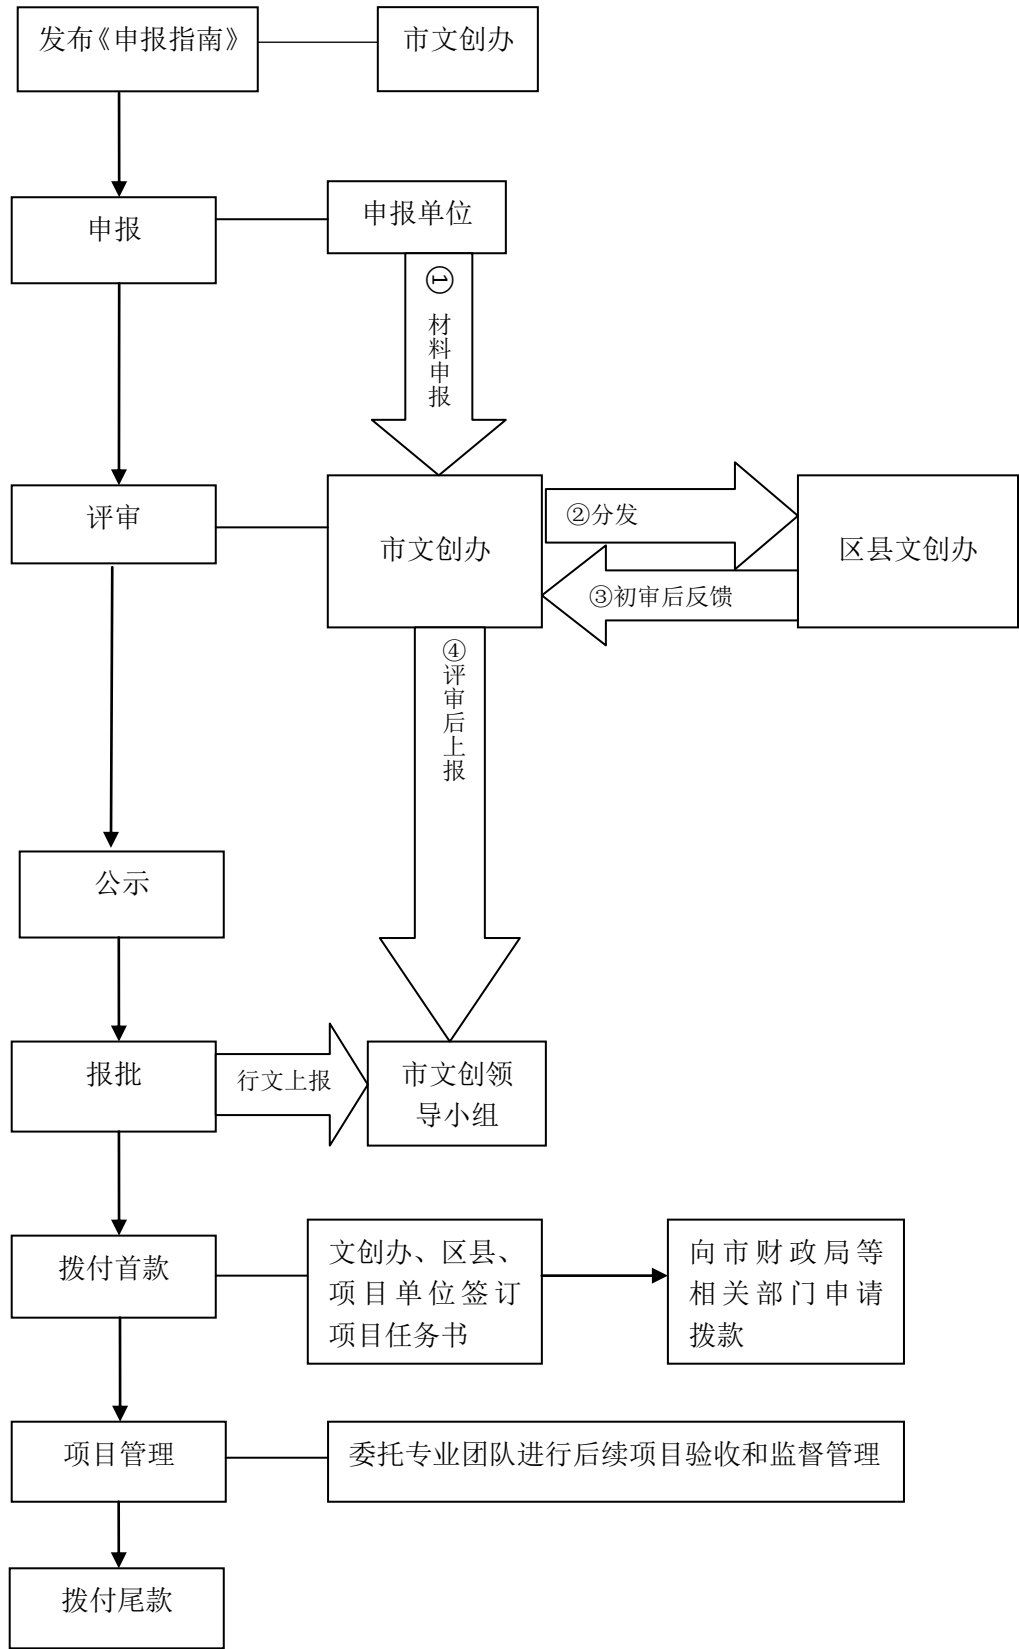 发布《申报指南》
市文创办
申报
申报单位
①材料申报
评审
市文创办
②分发
③初审后反馈
区县文创办
④评审后上报
公示
报批
行文上报
市文创领
导小组
拨付首款
文创办、区县、
项目单位签订
项目任务书
向市财政局等
相关部门申请
拨款
项目管理
委托专业团队进行后续项目验收和监督管理
拨付尾款